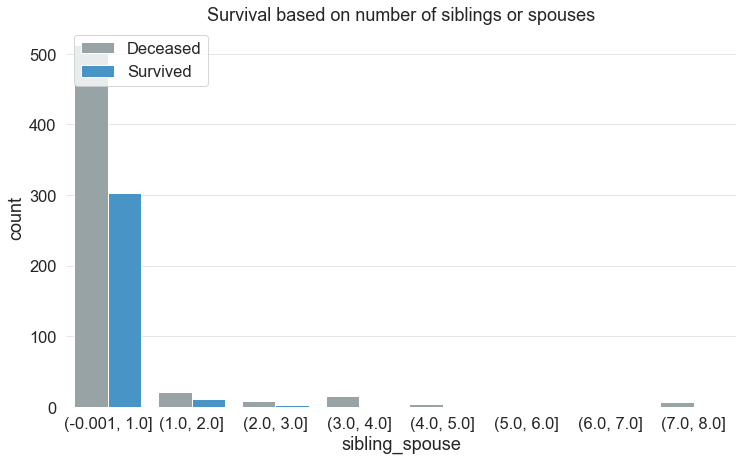 Survival based on number of siblings or spouses
Deceased
Survived
count
500
400
300
200
100
0
(-0.001, 1.0] (1.0, 2.0] (2.0, 3.0] (3.0, 4.0] (4.0, 5.0] (5.0, 6.0] (6.0, 7.0] (7.0, 8.0]
sibling_spouse